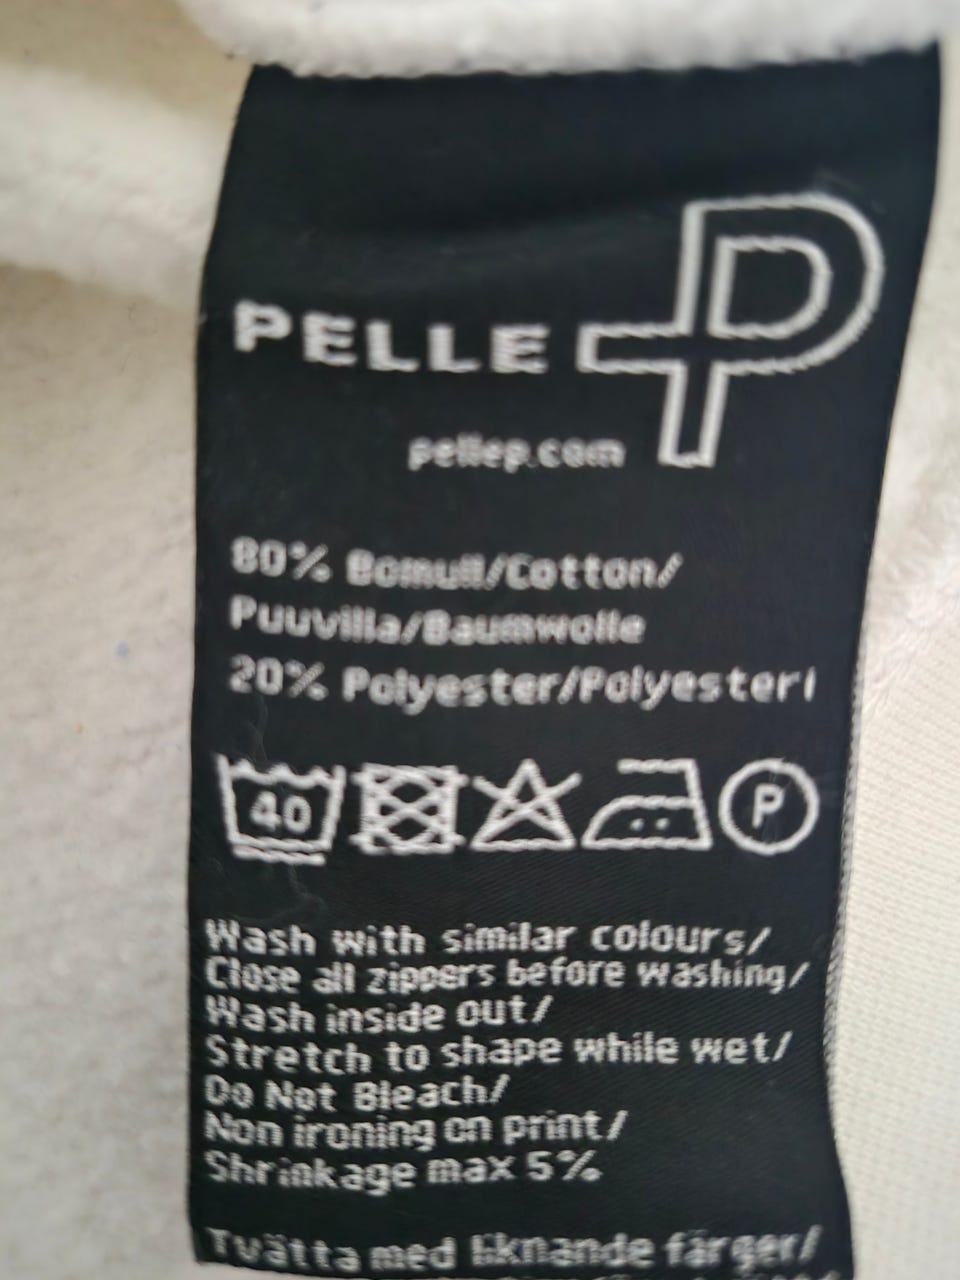 PELLE P
pellep.com
80% Bomull/Cotton/
Puuvilla/Baumwolle
20% Polyester/Polyesteri
40
P
Wash with similar colours/
Close all zippers before washing/
Wash inside out/
Stretch to shape while wet/
Do Not Bleach/
Non ironing on print/
Shrinkage max 5%
Tvätta med liknande färger/